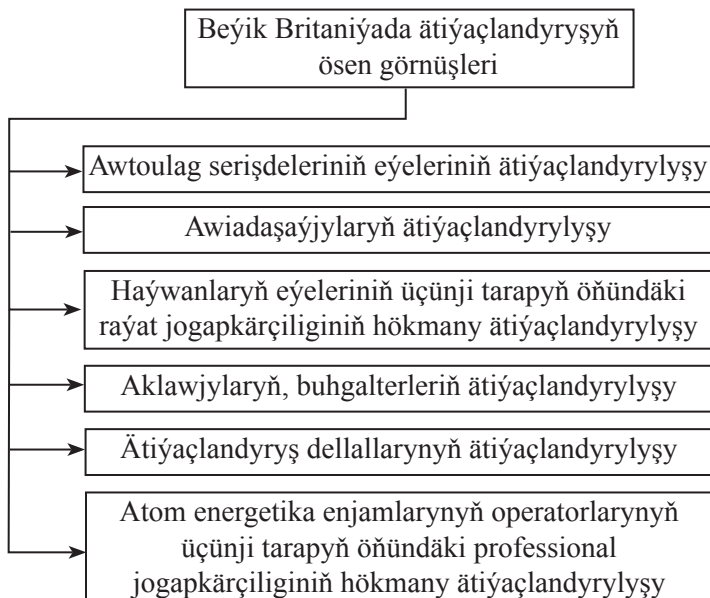 Beýik Britaniýada ätiýaçlandyryşyň
ösen görnüşleri
Awtoulag serişdeleriniň eýeleriniň ätiýaçlandyrylyşy
Awiadaşaýjylaryň ätiýaçlandyrylyşy
Haýwanlaryň eýeleriniň üçünji tarapyň öňündäki
raýat jogapkärçiliginiň hökmany ätiýaçlandyrylyşy
Aklawjylaryň, buhgalterleriň ätiýaçlandyrylyşy
Ätiýaçlandyryş dellallarynyň ätiýaçlandyrylyşy
Atom energetika enjamlarynyň operatorlarynyň
üçünji tarapyň öňündäki professional
jogapkärçiliginiň hökmany ätiýaçlandyrylyşy